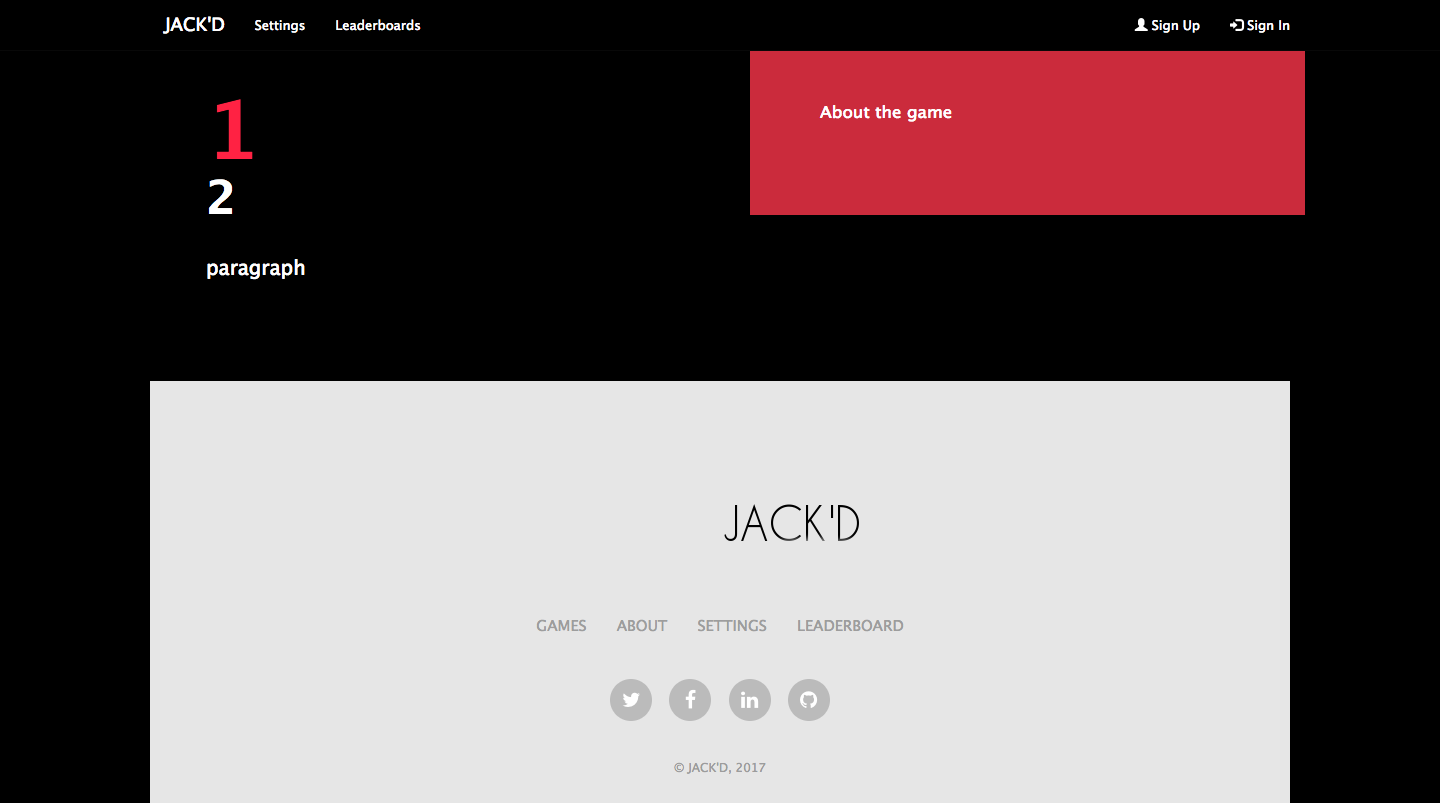 JACK'D Settings Leaderboards Sign Up Sign In
1
2
paragraph
About the game
JACK'D
GAMES ABOUT SETTINGS LEADERBOARD
© JACK'D, 2017